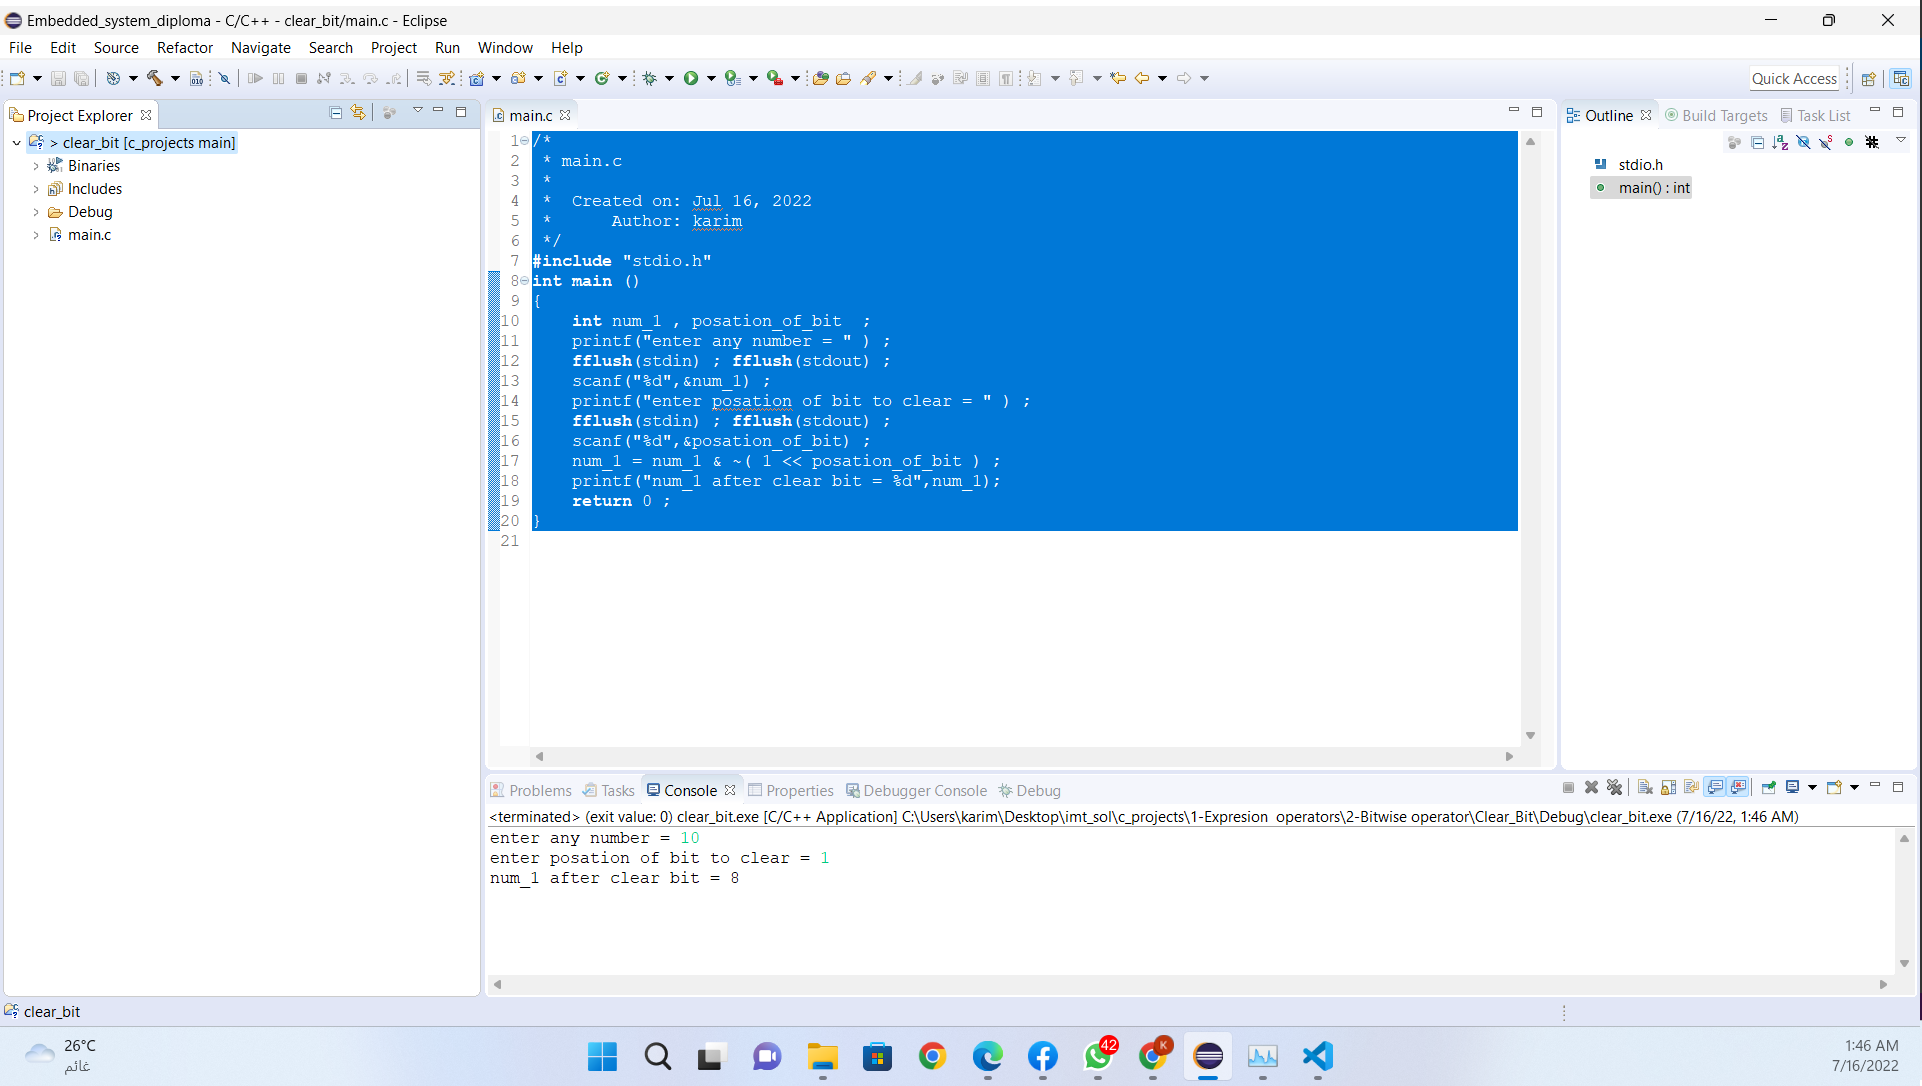 Embedded_system_diploma - C/C++ - clear_bit/main.c - Eclipse
File Edit Source Refactor Navigate Search Project Run Window Help
Quick Access
Project Explorer
> clear_bit [c_projects main]
Binaries
Includes
Debug
main.c
main.c
1 /*
2  * main.c
3  *
4  *  Created on: Jul 16, 2022
5  *      Author: karim
6  */
7 #include "stdio.h"
8 int main ()
9 {
10     int num_1 , posation_of_bit  ;
11     printf("enter any number = " ) ;
12     fflush(stdin) ; fflush(stdout) ;
13     scanf("%d",&num_1) ;
14     printf("enter posation of bit to clear = " ) ;
15     fflush(stdin) ; fflush(stdout) ;
16     scanf("%d",&posation_of_bit) ;
17     num_1 = num_1 & ~( 1 << posation_of_bit ) ;
18     printf("num_1 after clear bit = %d",num_1);
19     return 0 ;
20 }
21
Outline Build Targets Task List
stdio.h
main() : int
Problems Tasks Console Properties Debugger Console Debug
<terminated> (exit value: 0) clear_bit.exe [C/C++ Application] C:\Users\karim\Desktop\imt_sol\c_projects\1-Expresion  operators\2-Bitwise operator\Clear_Bit\Debug\clear_bit.exe (7/16/22, 1:46 AM)
enter any number = 10
enter posation of bit to clear = 1
num_1 after clear bit = 8
clear_bit
26°C
غائم
42
K
1:46 AM
7/16/2022